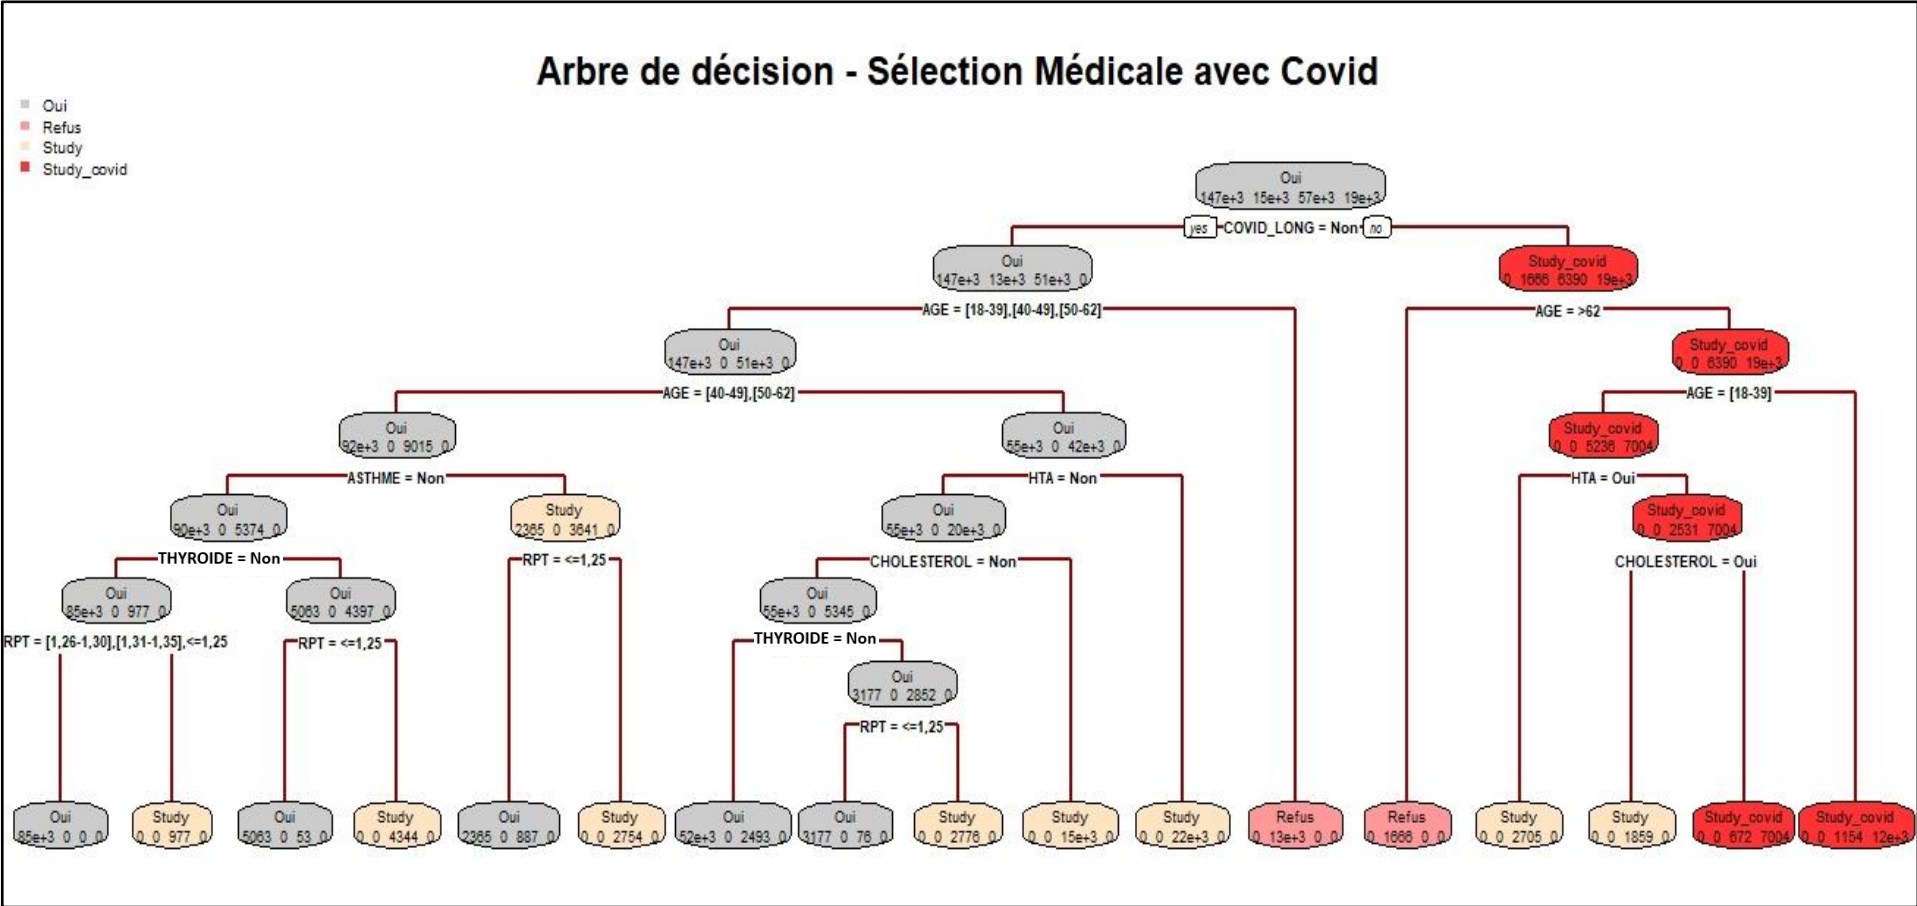 Arbre de décision - Sélection Médicale avec Covid
Oui
Refus
Study
Study_covid
Oui
147e+3 15e+3 57e+3 19e+3
yes COVID_LONG = Non no
Oui
147e+3 13e+3 51e+3 0
Study_covid
0 1666 6390 19e+3
AGE = [18-39],[40-49],[50-62]
AGE = >62
Oui
147e+3 0 51e+3 0
Study_covid
0 0 6390 19e+3
AGE = [40-49],[50-62]
AGE = [18-39]
Oui
92e+3 0 9015 0
Oui
55e+3 0 42e+3 0
Study_covid
0 0 5236 7004
ASTHME = Non
HTA = Non
HTA = Oui
Oui
90e+3 0 5374 0
Study
2365 0 3641 0
Oui
55e+3 0 20e+3 0
Study_covid
0 0 2531 7004
THYROIDE = Non
RPT = <=1,25
CHOLESTEROL = Non
CHOLESTEROL = Oui
Oui
85e+3 0 977 0
Oui
5063 0 4397 0
Oui
55e+3 0 5345 0
RPT = [1,26-1,30],[1,31-1,35],<=1,25
RPT = <=1,25
THYROIDE = Non
Oui
3177 0 2852 0
RPT = <=1,25
Oui
85e+3 0 0 0
Study
0 0 977 0
Oui
5063 0 53 0
Study
0 0 4344 0
Oui
2365 0 887 0
Study
0 0 2754 0
Oui
52e+3 0 2493 0
Oui
3177 0 76 0
Study
0 0 2776 0
Study
0 0 15e+3 0
Study
0 0 22e+3 0
Refus
0 13e+3 0 0
Refus
0 1666 0 0
Study
0 0 2705 0
Study
0 0 1859 0
Study_covid
0 0 672 7004
Study_covid
0 0 1154 12e+3